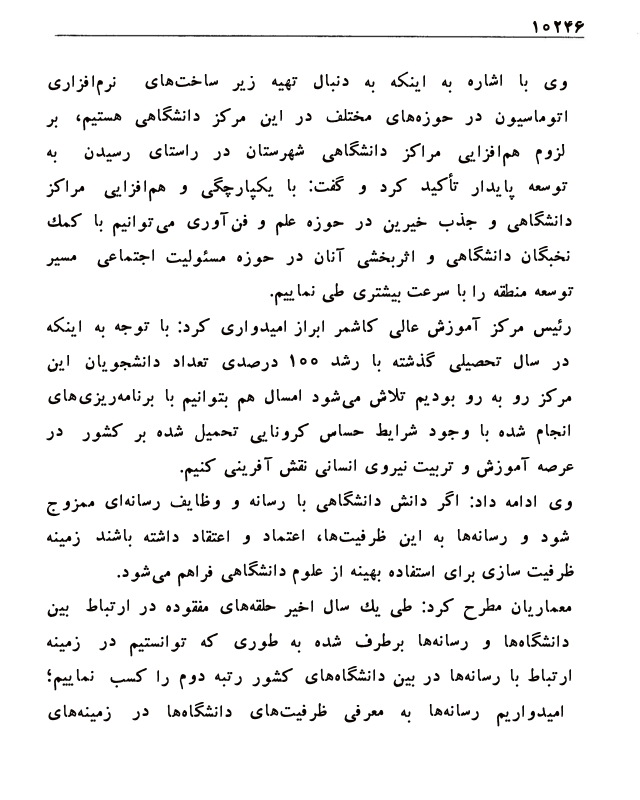 ۱۰۲۴۶
وی با اشاره به اینکه به دنبال تهیه زیر ساخت‌های نرم‌افزاری
اتوماسیون در حوزه‌های مختلف در این مرکز دانشگاهی هستیم، بر
لزوم هم‌افزایی مراکز دانشگاهی شهرستان در راستای رسیدن به
توسعه پایدار تأکید کرد و گفت: با یکپارچگی و هم‌افزایی مراکز
دانشگاهی و جذب خیرین در حوزه علم و فن‌آوری می‌توانیم با کمك
نخبگان دانشگاهی و اثربخشی آنان در حوزه مسئولیت اجتماعی مسیر
توسعه منطقه را با سرعت بیشتری طی نماییم.
رئیس مرکز آموزش عالی کاشمر ابراز امیدواری کرد: با توجه به اینکه
در سال تحصیلی گذشته با رشد ۱۰۰ درصدی تعداد دانشجویان این
مرکز رو به رو بودیم تلاش می‌شود امسال هم بتوانیم با برنامه‌ریزی‌های
انجام شده با وجود شرایط حساس کرونایی تحمیل شده بر کشور در
عرصه آموزش و تربیت نیروی انسانی نقش آفرینی کنیم.
وی ادامه داد: اگر دانش دانشگاهی با رسانه و وظایف رسانه‌ای ممزوج
شود و رسانه‌ها به این ظرفیت‌ها، اعتماد و اعتقاد داشته باشند زمینه
ظرفیت سازی برای استفاده بهینه از علوم دانشگاهی فراهم می‌شود.
معماریان مطرح کرد: طی یك سال اخیر حلقه‌های مفقوده در ارتباط بین
دانشگاه‌ها و رسانه‌ها برطرف شده به طوری که توانستیم در زمینه
ارتباط با رسانه‌ها در بین دانشگاه‌های کشور رتبه دوم را کسب نماییم؛
امیدواریم رسانه‌ها به معرفی ظرفیت‌های دانشگاه‌ها در زمینه‌های